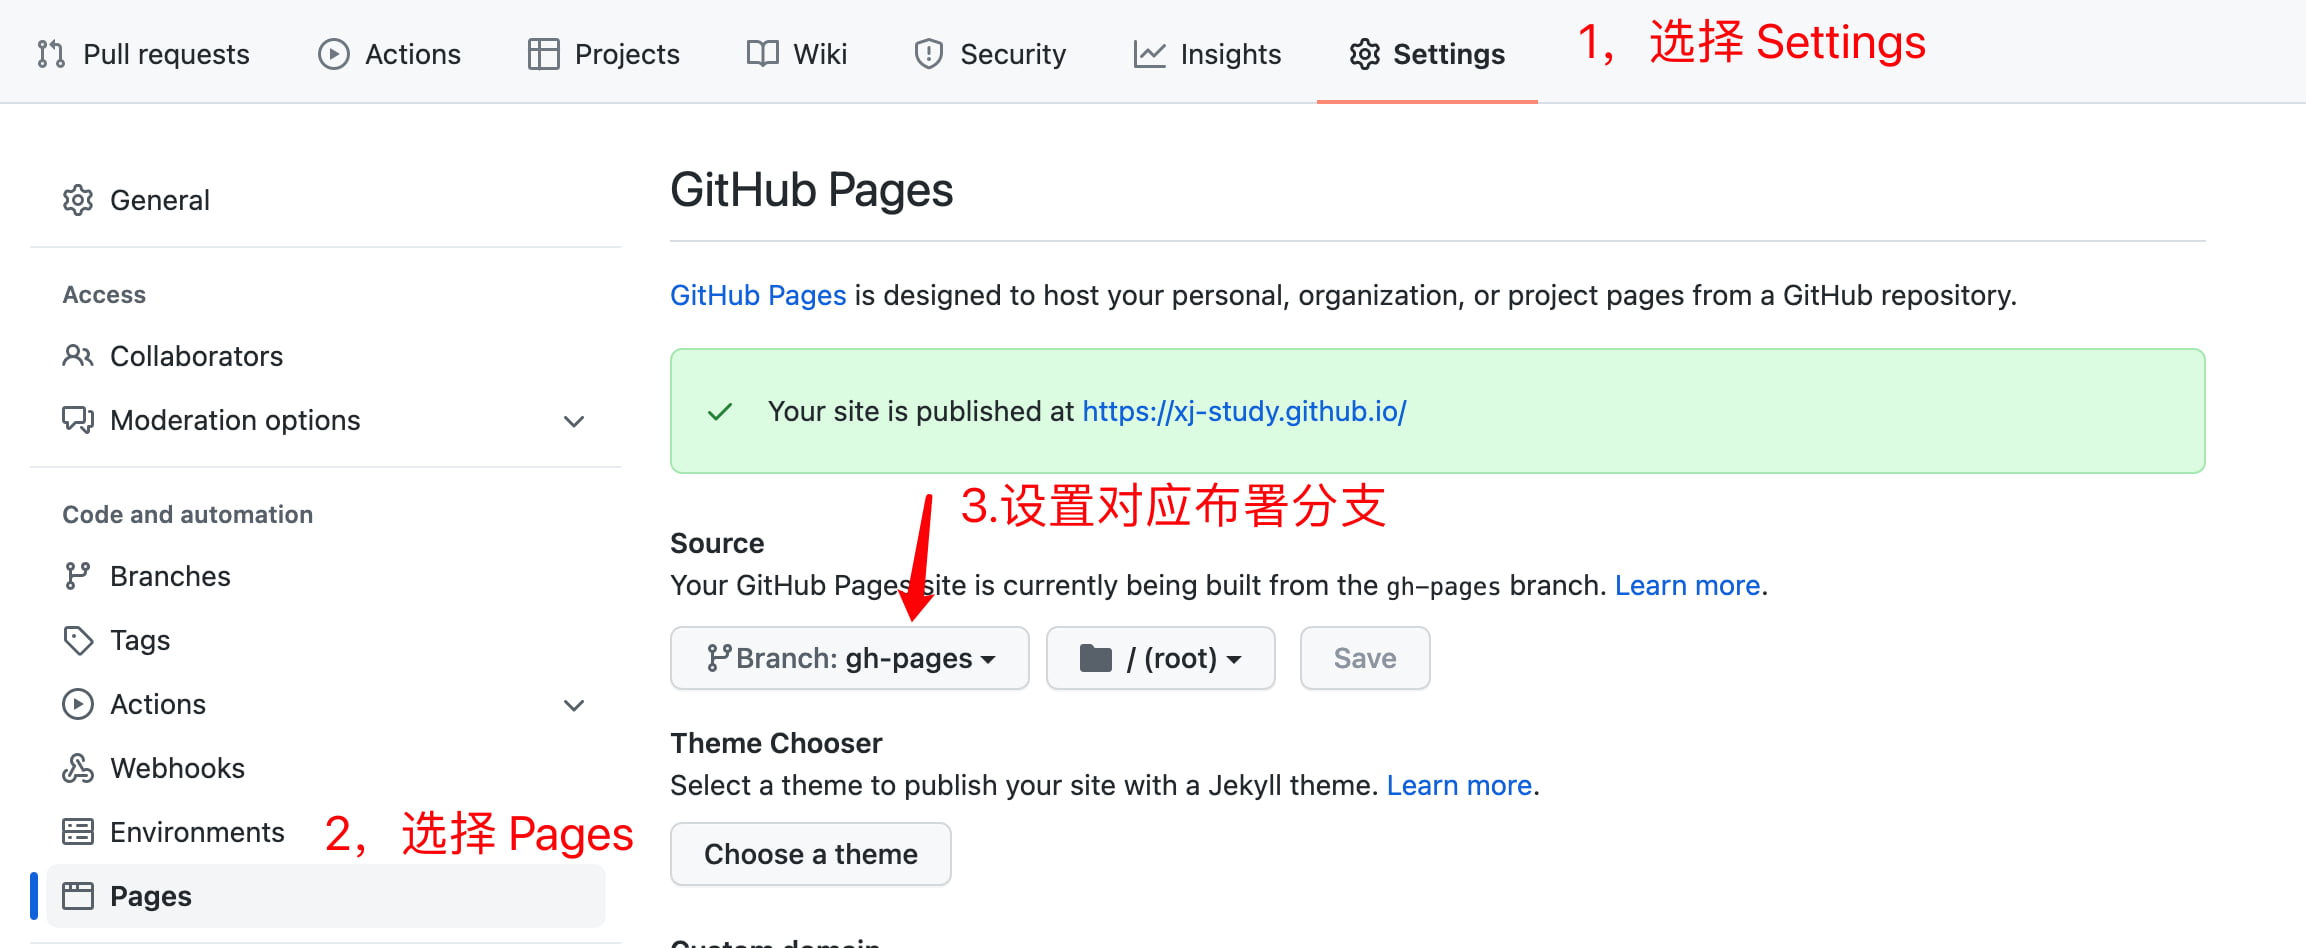 Pull requests
Actions
Projects
Wiki
Security
Insights
Settings
1，选择 Settings
General
Access
Collaborators
Moderation options
Code and automation
Branches
Tags
Actions
Webhooks
Environments
2，选择 Pages
Pages
GitHub Pages
GitHub Pages is designed to host your personal, organization, or project pages from a GitHub repository.
Your site is published at https://xj-study.github.io/
3.设置对应布署分支
Source
Your GitHub Pages site is currently being built from the gh-pages branch. Learn more.
Branch: gh-pages
/ (root)
Save
Theme Chooser
Select a theme to publish your site with a Jekyll theme. Learn more.
Choose a theme
Custom domain